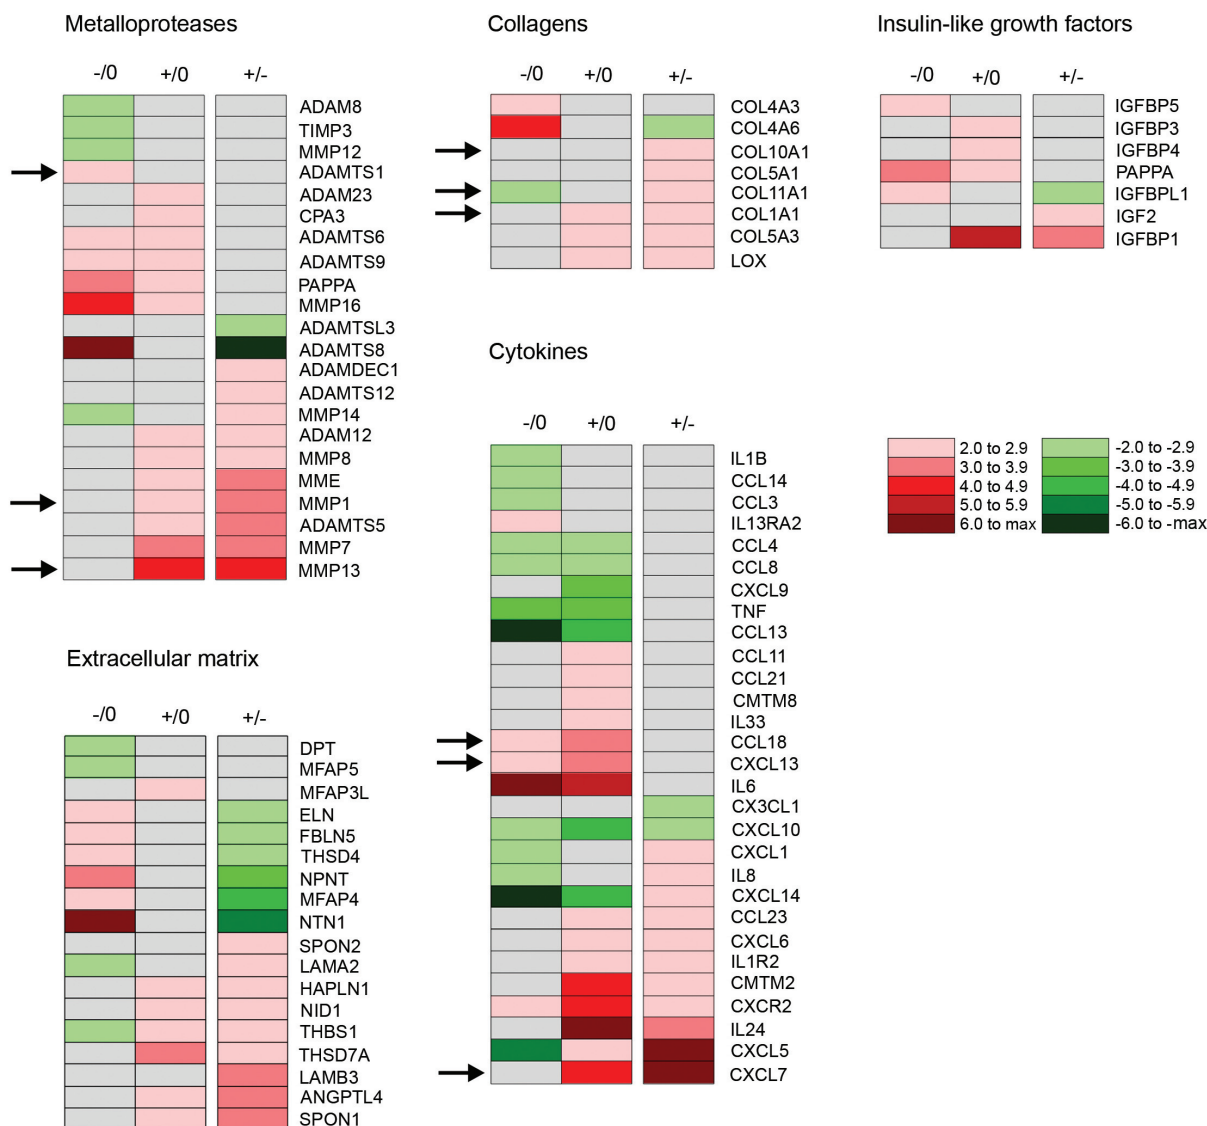 Metalloproteases
-/0 +/0 +/-
ADAM8
TIMP3
MMP12
ADAMTS1
ADAM23
CPA3
ADAMTS6
ADAMTS9
PAPPA
MMP16
ADAMTSL3
ADAMTS8
ADAMDEC1
ADAMTS12
MMP14
ADAM12
MMP8
MME
MMP1
ADAMTS5
MMP7
MMP13
Extracellular matrix
-/0 +/0 +/-
DPT
MFAP5
MFAP3L
ELN
FBLN5
THSD4
NPNT
MFAP4
NTN1
SPON2
LAMA2
HAPLN1
NID1
THBS1
THSD7A
LAMB3
ANGPTL4
SPON1
Collagens
-/0 +/0 +/-
COL4A3
COL4A6
COL10A1
COL5A1
COL11A1
COL1A1
COL5A3
LOX
Cytokines
-/0 +/0 +/-
IL1B
CCL14
CCL3
IL13RA2
CCL4
CCL8
CXCL9
TNF
CCL13
CCL11
CCL21
CMTM8
IL33
CCL18
CXCL13
IL6
CX3CL1
CXCL10
CXCL1
IL8
CXCL14
CCL23
CXCL6
IL1R2
CMTM2
CXCR2
IL24
CXCL5
CXCL7
Insulin-like growth factors
-/0 +/0 +/-
IGFBP5
IGFBP3
IGFBP4
PAPPA
IGFBPL1
IGF2
IGFBP1
2.0 to 2.9 -2.0 to -2.9
3.0 to 3.9 -3.0 to -3.9
4.0 to 4.9 -4.0 to -4.9
5.0 to 5.9 -5.0 to -5.9
6.0 to max -6.0 to -max